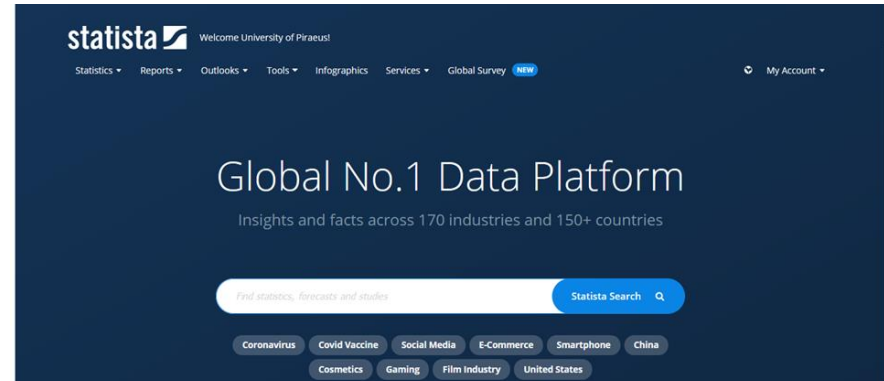 statista
Welcome University of Piraeus!
Statistics Reports Outlooks Tools Infographics Services Global Survey NEW My Account
Global No.1 Data Platform
Insights and facts across 170 industries and 150+ countries
Find statistics, forecasts and studies Statista Search
Coronavirus Covid Vaccine Social Media E-Commerce Smartphone China
Cosmetics Gaming Film Industry United States